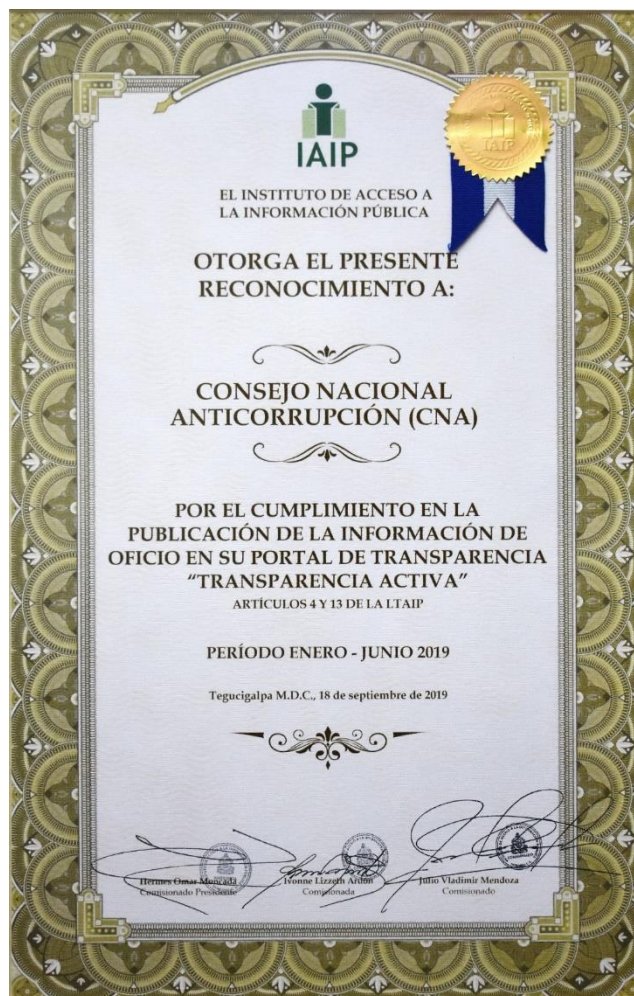 IAIP
IAIP
EL INSTITUTO DE ACCESO A
LA INFORMACIÓN PÚBLICA
OTORGA EL PRESENTE
RECONOCIMIENTO A:
CONSEJO NACIONAL
ANTICORRUPCIÓN (CNA)
POR EL CUMPLIMIENTO EN LA
PUBLICACIÓN DE LA INFORMACIÓN DE
OFICIO EN SU PORTAL DE TRANSPARENCIA
“TRANSPARENCIA ACTIVA”
ARTÍCULOS 4 Y 13 DE LA LTAIP
PERÍODO ENERO - JUNIO 2019
Tegucigalpa M.D.C., 18 de septiembre de 2019
Hermes Omar Moncada
Comisionado Presidente
Ivonne Lizzeth Ardón
Comisionada
Julio Vladimir Mendoza
Comisionado